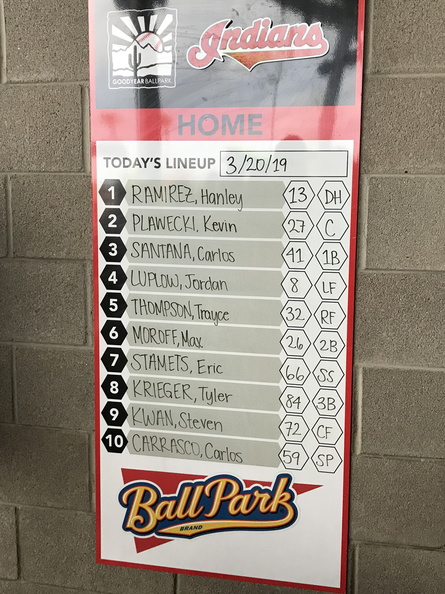 GOODYEAR BALLPARK
Indians
HOME
TODAY'S LINEUP 3/20/19
1 RAMIREZ, Hanley 13 DH
2 PLAWECKI, Kevin 27 C
3 SANTANA, Carlos 41 1B
4 LUPLOW, Jordan 8 LF
5 THOMPSON, Trayce 32 RF
6 MOROFF, Max 26 2B
7 STAMETS, Eric 66 SS
8 KRIEGER, Tyler 84 3B
9 KWAN, Steven 72 CF
10 CARRASCO, Carlos 59 SP
Ball Park
BRAND